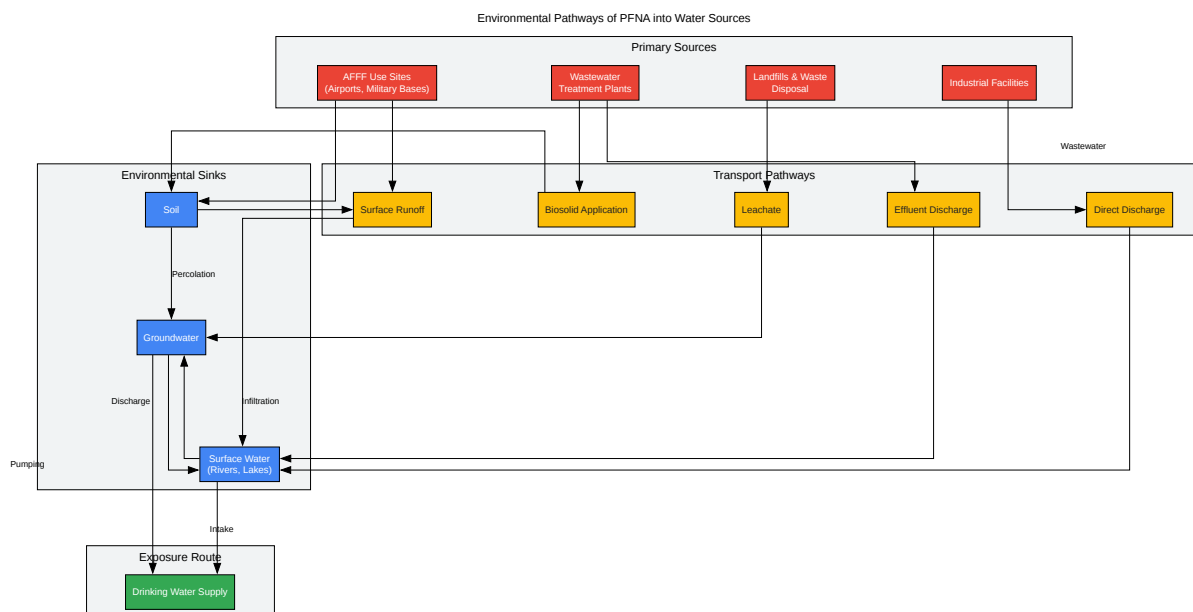 Environmental Pathways of PFNA into Water Sources
Primary Sources
AFFF Use Sites
(Airports, Military Bases)
Wastewater
Treatment Plants
Landfills & Waste
Disposal
Industrial Facilities
Wastewater
Environmental Sinks
Transport Pathways
Soil
Surface Runoff
Biosolid Application
Leachate
Effluent Discharge
Direct Discharge
Percolation
Groundwater
Discharge
Infiltration
Surface Water
(Rivers, Lakes)
Pumping
Intake
Exposure Route
Drinking Water Supply